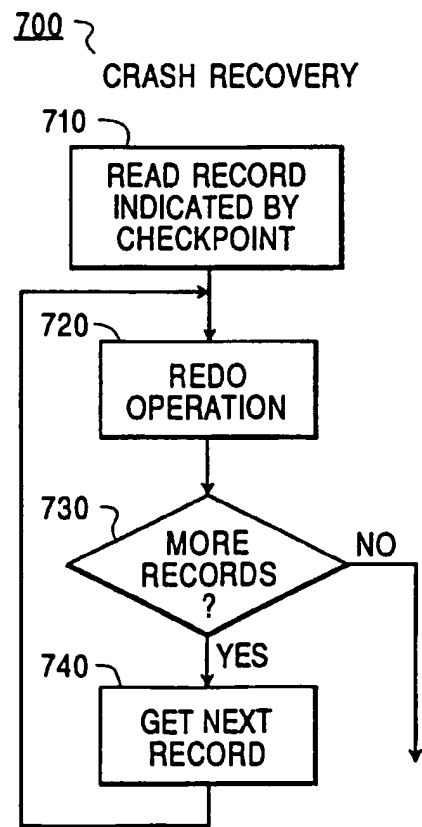 700
CRASH RECOVERY
710
READ RECORD
INDICATED BY
CHECKPOINT
720
REDO
OPERATION
730
MORE
RECORDS
?
NO
YES
740
GET NEXT
RECORD